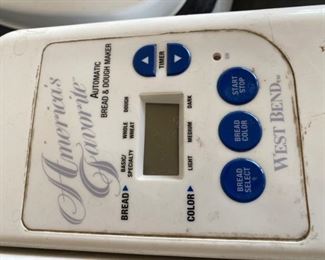 America's
Favorite
AUTOMATIC
BREAD & DOUGH MAKER
BREAD ▶
BASIC/
SPECIALTY
WHOLE
WHEAT
DOUGH
COLOR ▶
LIGHT
MEDIUM
DARK
TIMER
START
STOP
BREAD
COLOR
BREAD
SELECT
WEST BEND